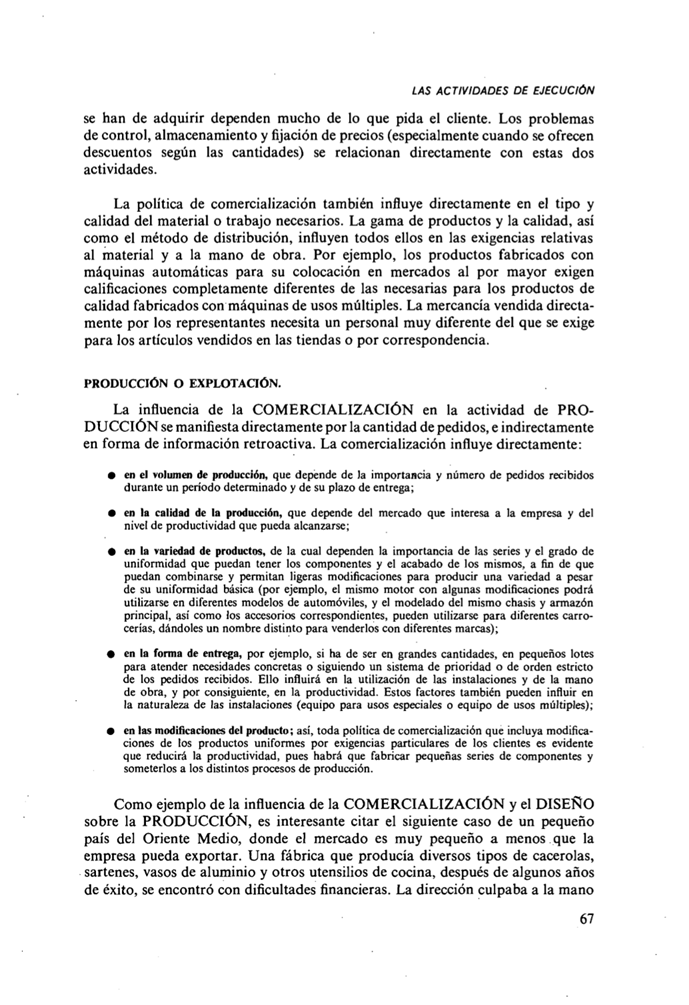 LAS ACTIVIDADES DE EJECUCIÓN
se han de adquirir dependen mucho de lo que pida el cliente. Los problemas
de control, almacenamiento y fijación de precios (especialmente cuando se ofrecen
descuentos según las cantidades) se relacionan directamente con estas dos
actividades.
La política de comercialización también influye directamente en el tipo y
calidad del material o trabajo necesarios. La gama de productos y la calidad, así
como el método de distribución, influyen todos ellos en las exigencias relativas
al material y a la mano de obra. Por ejemplo, los productos fabricados con
máquinas automáticas para su colocación en mercados al por mayor exigen
calificaciones completamente diferentes de las necesarias para los productos de
calidad fabricados con máquinas de usos múltiples. La mercancía vendida directa-
mente por los representantes necesita un personal muy diferente del que se exige
para los artículos vendidos en las tiendas o por correspondencia.
PRODUCCIÓN O EXPLOTACIÓN.
La influencia de la COMERCIALIZACIÓN en la actividad de PRO-
DUCCIÓN se manifiesta directamente por la cantidad de pedidos, e indirectamente
en forma de información retroactiva. La comercialización influye directamente:
● en el volumen de producción, que depende de la importancia y número de pedidos recibidos
durante un período determinado y de su plazo de entrega;
● en la calidad de la producción, que depende del mercado que interesa a la empresa y del
nivel de productividad que pueda alcanzarse;
● en la variedad de productos, de la cual dependen la importancia de las series y el grado de
uniformidad que puedan tener los componentes y el acabado de los mismos, a fin de que
puedan combinarse y permitan ligeras modificaciones para producir una variedad a pesar
de su uniformidad básica (por ejemplo, el mismo motor con algunas modificaciones podrá
utilizarse en diferentes modelos de automóviles, y el modelado del mismo chasis y armazón
principal, así como los accesorios correspondientes, pueden utilizarse para diferentes carro-
cerías, dándoles un nombre distinto para venderlos con diferentes marcas);
● en la forma de entrega, por ejemplo, si ha de ser en grandes cantidades, en pequeños lotes
para atender necesidades concretas o siguiendo un sistema de prioridad o de orden estricto
de los pedidos recibidos. Ello influirá en la utilización de las instalaciones y de la mano
de obra, y por consiguiente, en la productividad. Estos factores también pueden influir en
la naturaleza de las instalaciones (equipo para usos especiales o equipo de usos múltiples);
● en las modificaciones del producto; así, toda política de comercialización que incluya modifica-
ciones de los productos uniformes por exigencias particulares de los clientes es evidente
que reducirá la productividad, pues habrá que fabricar pequeñas series de componentes y
someterlos a los distintos procesos de producción.
Como ejemplo de la influencia de la COMERCIALIZACIÓN y el DISEÑO
sobre la PRODUCCIÓN, es interesante citar el siguiente caso de un pequeño
país del Oriente Medio, donde el mercado es muy pequeño a menos que la
empresa pueda exportar. Una fábrica que producía diversos tipos de cacerolas,
sartenes, vasos de aluminio y otros utensilios de cocina, después de algunos años
de éxito, se encontró con dificultades financieras. La dirección culpaba a la mano
67